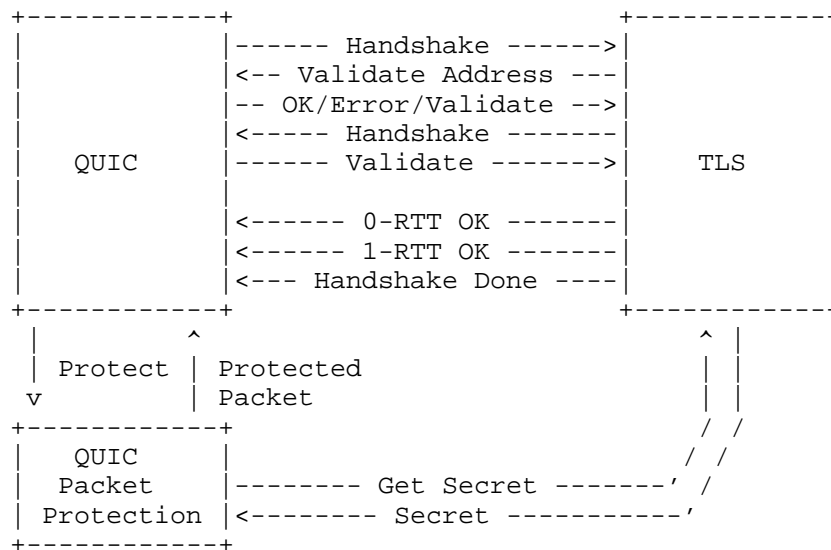 +------------+                        +------------
|            |------ Handshake ------>|
|            |<-- Validate Address ---|
|            |-- OK/Error/Validate -->|
|            |<----- Handshake -------|
|   QUIC     |------ Validate ------->|    TLS
|            |                        |
|            |<------ 0-RTT OK -------|
|            |<------ 1-RTT OK -------|
|            |<--- Handshake Done ----|
+------------+                        +------------
 |         ^                               ^ |
 | Protect | Protected                     | |
 v         | Packet                        | |
+------------+                             / /
|   QUIC     |                            / /
|  Packet    |-------- Get Secret -------' /
| Protection |<-------- Secret -----------'
+------------+